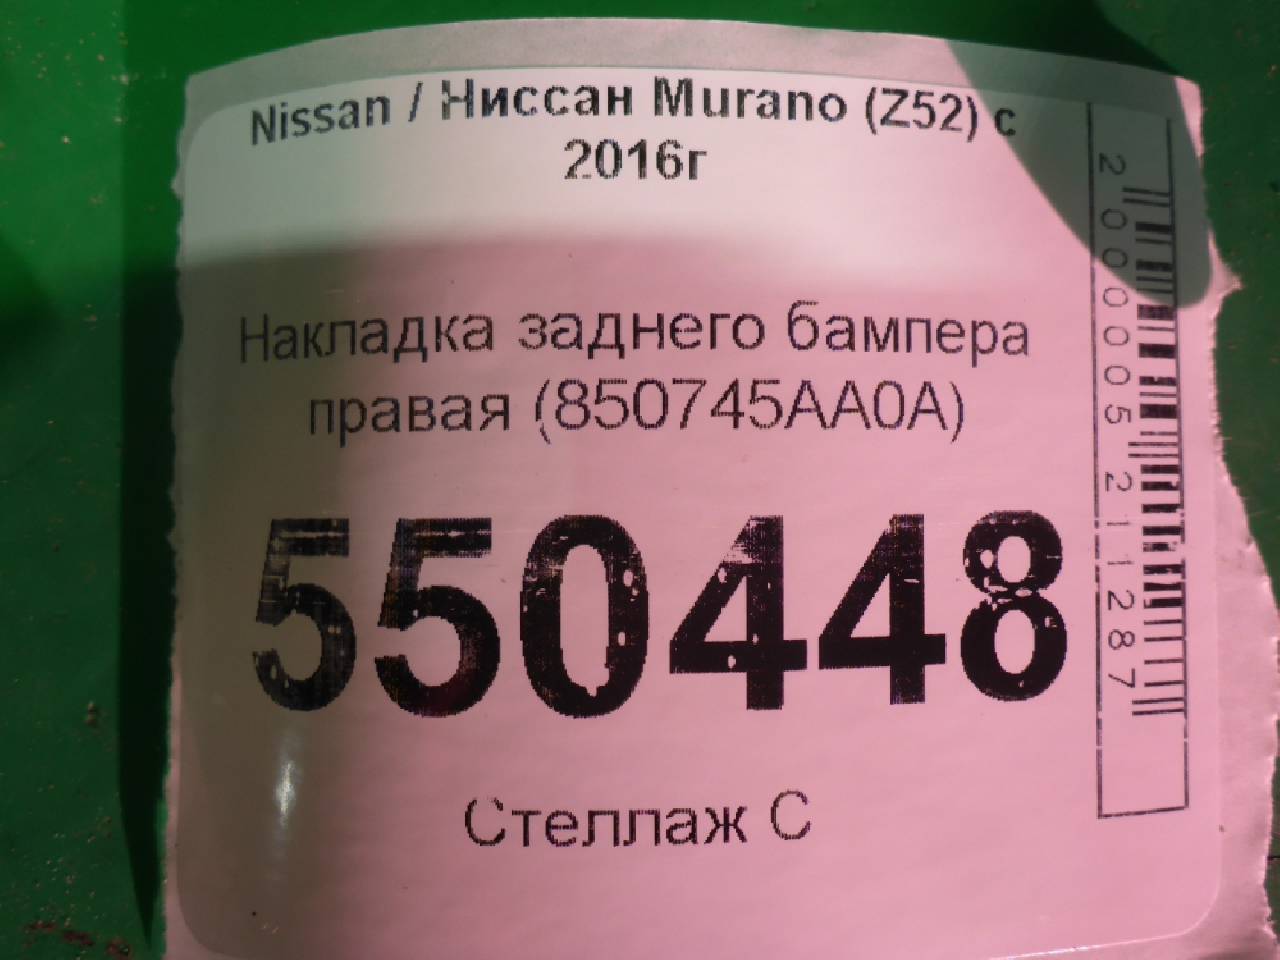 Nissan / Ниссан Murano (Z52) с
2016г
Накладка заднего бампера
правая (850745AA0A)
550448
Стеллаж С
2000005211287